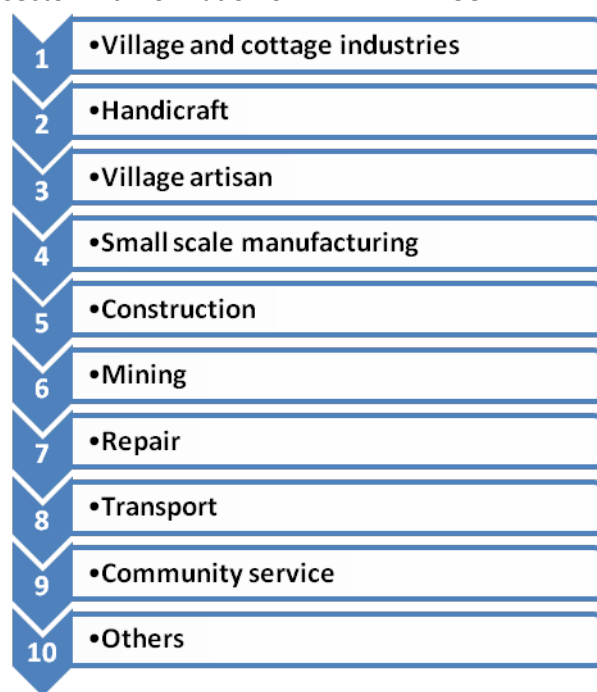 1 •Village and cottage industries
2 •Handicraft
3 •Village artisan
4 •Small scale manufacturing
5 •Construction
6 •Mining
7 •Repair
8 •Transport
9 •Community service
10 •Others